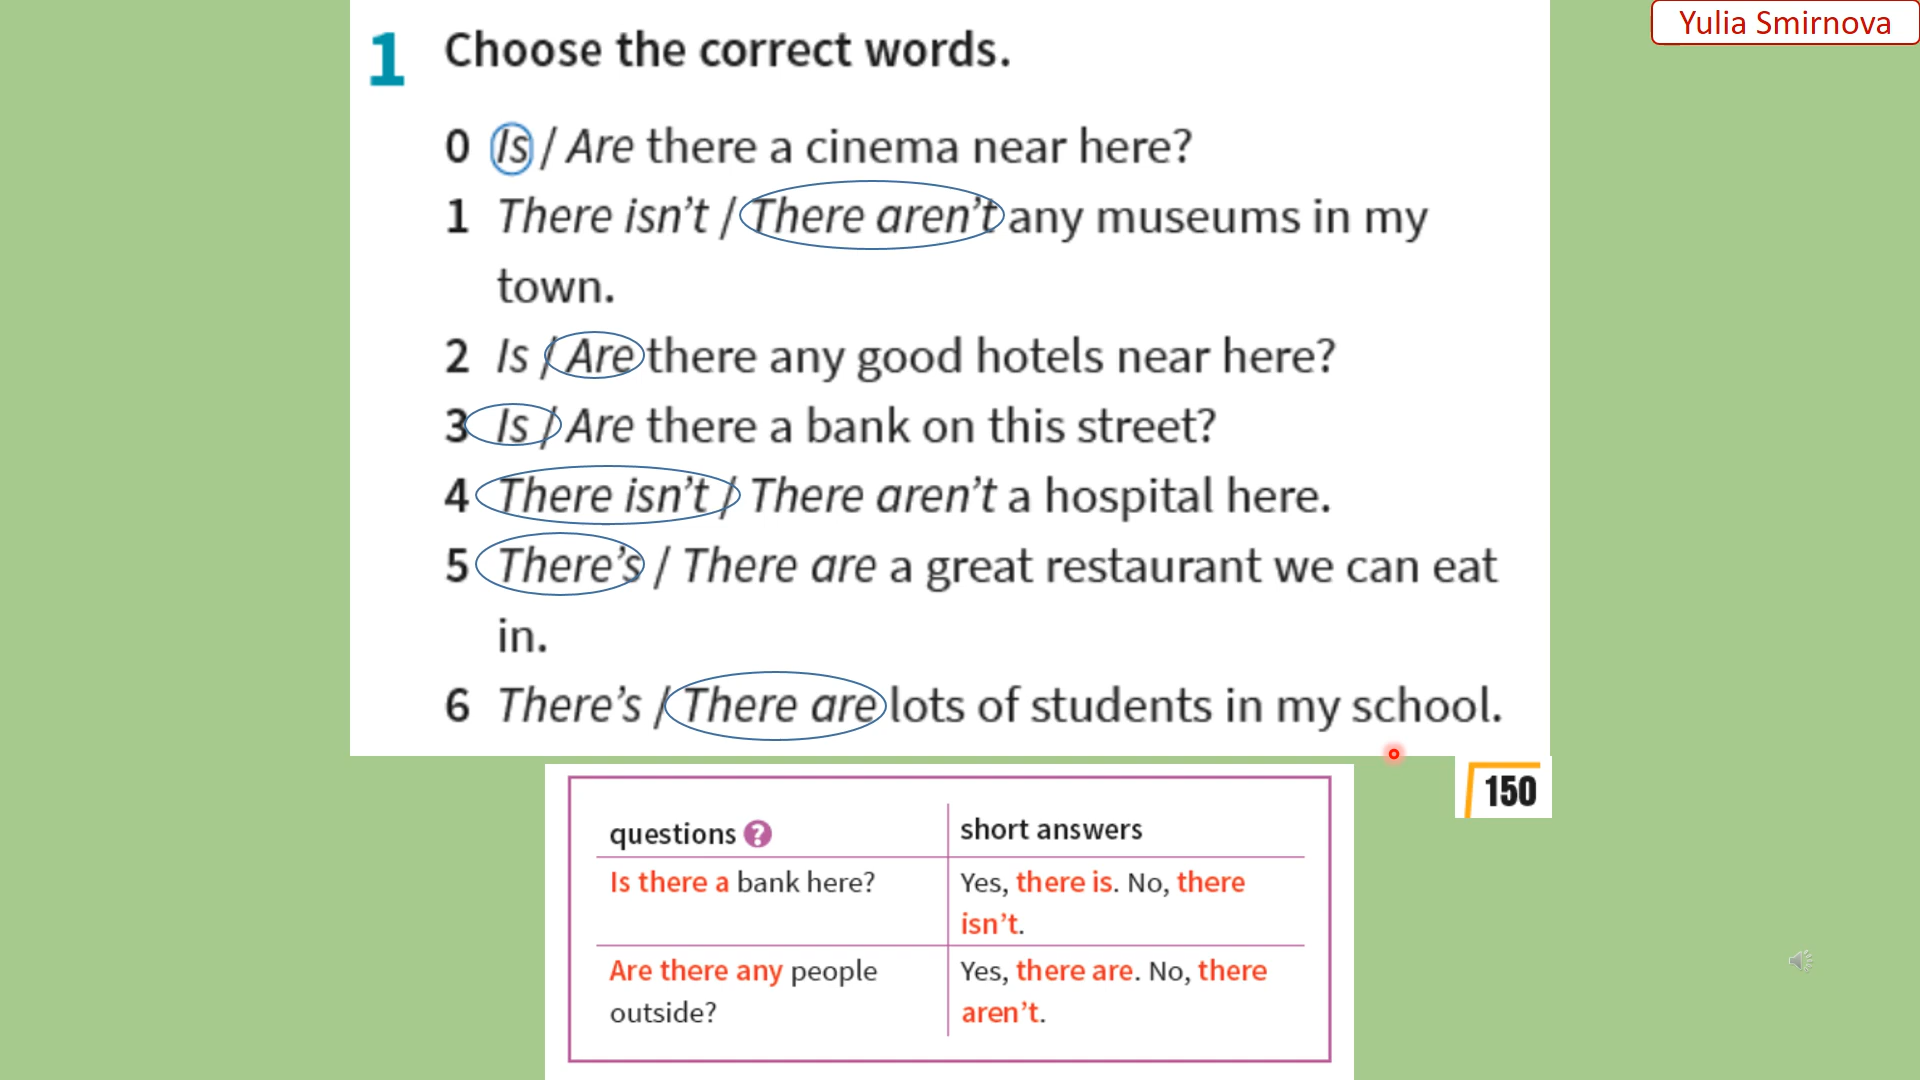 Yulia Smirnova
1 Choose the correct words.
0 Is / Are there a cinema near here?
1 There isn't / There aren't any museums in my
town.
2 Is / Are there any good hotels near here?
3 Is / Are there a bank on this street?
4 There isn't / There aren't a hospital here.
5 There's / There are a great restaurant we can eat
in.
6 There's / There are lots of students in my school.
150
questions ?
short answers
Is there a bank here?
Yes, there is. No, there
isn't.
Are there any people
outside?
Yes, there are. No, there
aren't.